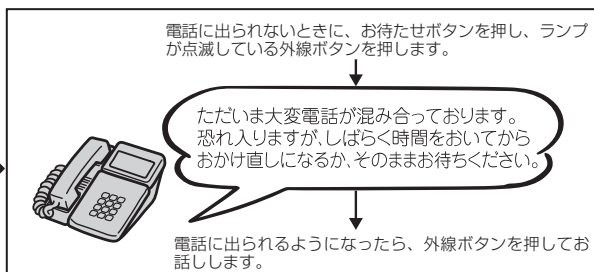 電話に出られないときに、お待たせボタンを押し、ランプ
が点滅している外線ボタンを押します。
ただいま大変電話が混み合っております。
恐れ入りますが、しばらく時間をおいてから
おかけ直しになるか、そのままお待ちください。
電話に出られるようになったら、外線ボタンを押してお
話しします。